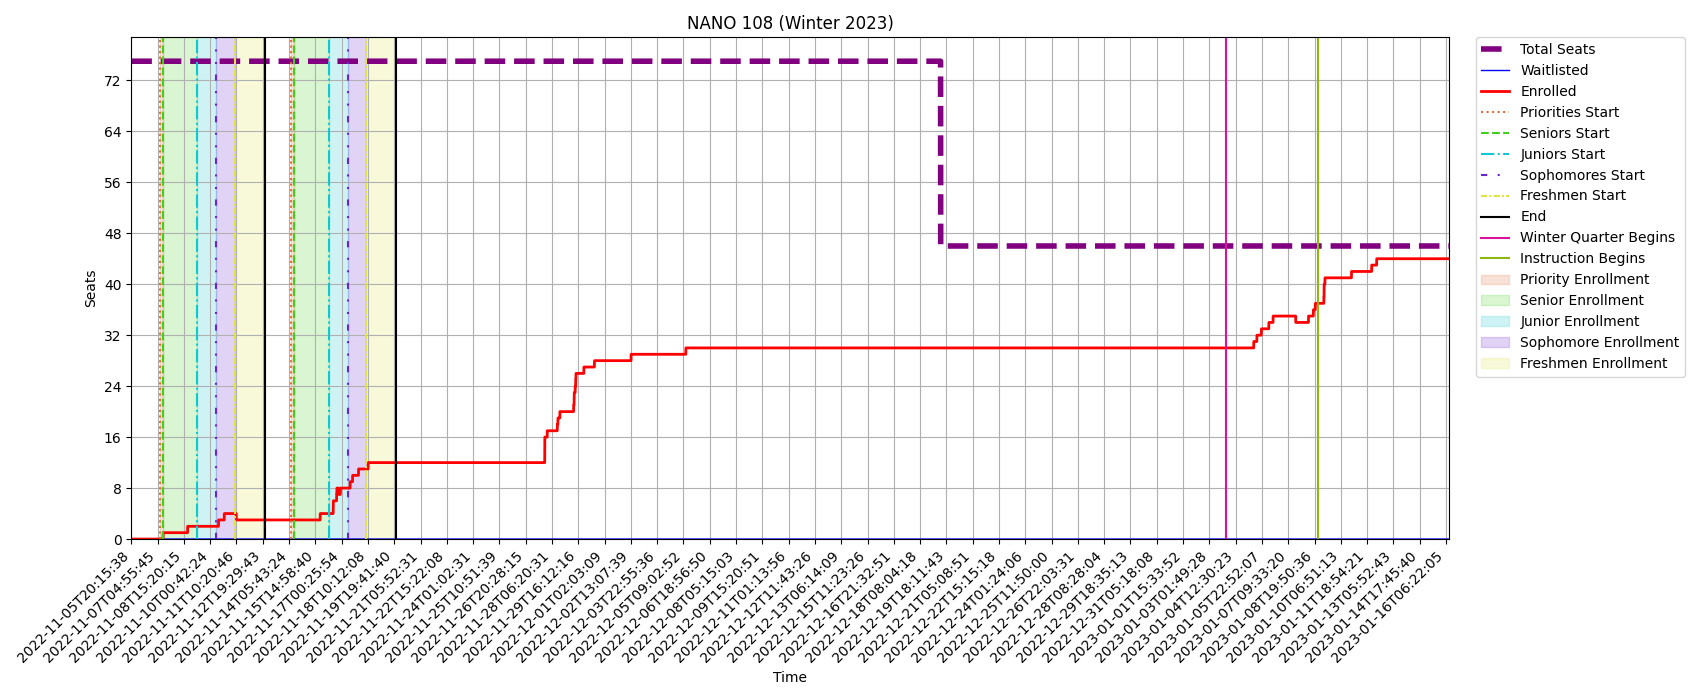 NANO 108 (Winter 2023)
Seats
72
64
56
48
40
32
24
16
8
0
2022-11-05T20:15:38
2022-11-07T04:55:45
2022-11-08T15:20:15
2022-11-10T00:42:24
2022-11-11T10:20:46
2022-11-12T19:29:43
2022-11-14T05:43:24
2022-11-15T14:58:40
2022-11-17T00:25:54
2022-11-18T10:12:08
2022-11-19T19:41:40
2022-11-21T05:52:31
2022-11-22T15:22:08
2022-11-24T01:02:31
2022-11-25T10:51:39
2022-11-26T20:28:15
2022-11-28T06:20:31
2022-11-29T16:12:16
2022-12-01T02:03:09
2022-12-02T13:07:39
2022-12-03T22:55:36
2022-12-05T09:02:52
2022-12-06T18:56:50
2022-12-08T05:15:03
2022-12-09T15:20:51
2022-12-11T01:13:56
2022-12-12T11:43:26
2022-12-13T06:14:09
2022-12-15T11:23:26
2022-12-16T21:32:51
2022-12-18T08:04:18
2022-12-19T18:11:43
2022-12-21T05:08:51
2022-12-22T15:15:18
2022-12-24T01:24:06
2022-12-25T11:50:00
2022-12-26T22:03:31
2022-12-28T08:28:04
2022-12-29T18:35:13
2022-12-31T05:18:08
2023-01-01T15:33:52
2023-01-03T01:49:28
2023-01-04T12:30:23
2023-01-05T22:52:07
2023-01-07T09:33:20
2023-01-08T19:50:36
2023-01-10T06:51:13
2023-01-11T18:54:21
2023-01-13T05:52:43
2023-01-14T17:45:40
2023-01-16T06:22:05
Time
Total Seats
Waitlisted
Enrolled
Priorities Start
Seniors Start
Juniors Start
Sophomores Start
Freshmen Start
End
Winter Quarter Begins
Instruction Begins
Priority Enrollment
Senior Enrollment
Junior Enrollment
Sophomore Enrollment
Freshmen Enrollment